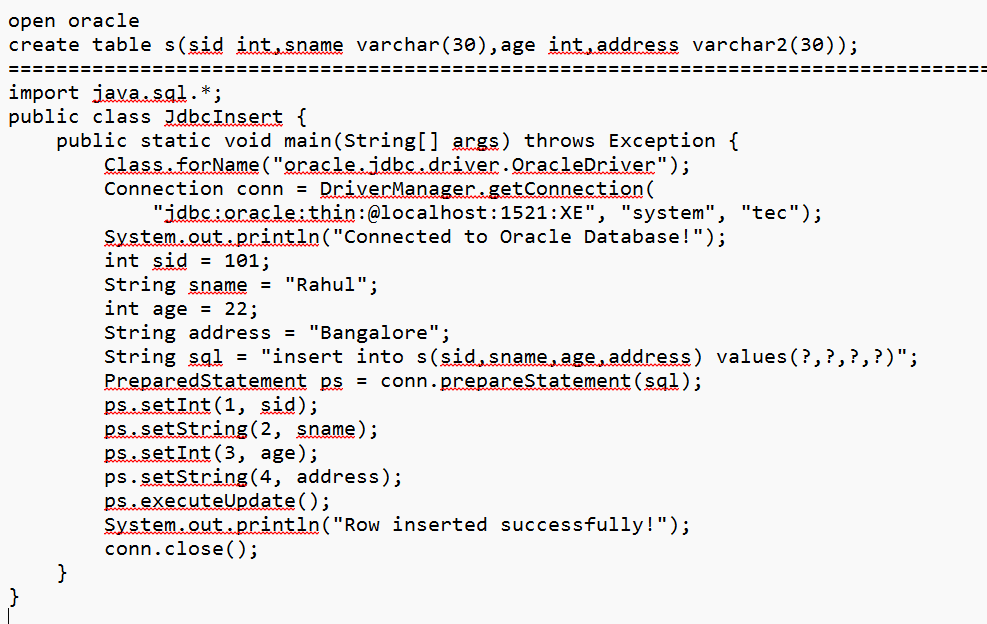 open oracle
create table s(sid int,sname varchar(30),age int,address varchar2(30));
===================================================================================
import java.sql.*;
public class JdbcInsert {
    public static void main(String[] args) throws Exception {
        Class.forName("oracle.jdbc.driver.OracleDriver");
        Connection conn = DriverManager.getConnection(
            "jdbc:oracle:thin:@localhost:1521:XE", "system", "tec");
        System.out.println("Connected to Oracle Database!");
        int sid = 101;
        String sname = "Rahul";
        int age = 22;
        String address = "Bangalore";
        String sql = "insert into s(sid,sname,age,address) values(?,?,?,?)";
        PreparedStatement ps = conn.prepareStatement(sql);
        ps.setInt(1, sid);
        ps.setString(2, sname);
        ps.setInt(3, age);
        ps.setString(4, address);
        ps.executeUpdate();
        System.out.println("Row inserted successfully!");
        conn.close();
    }
}